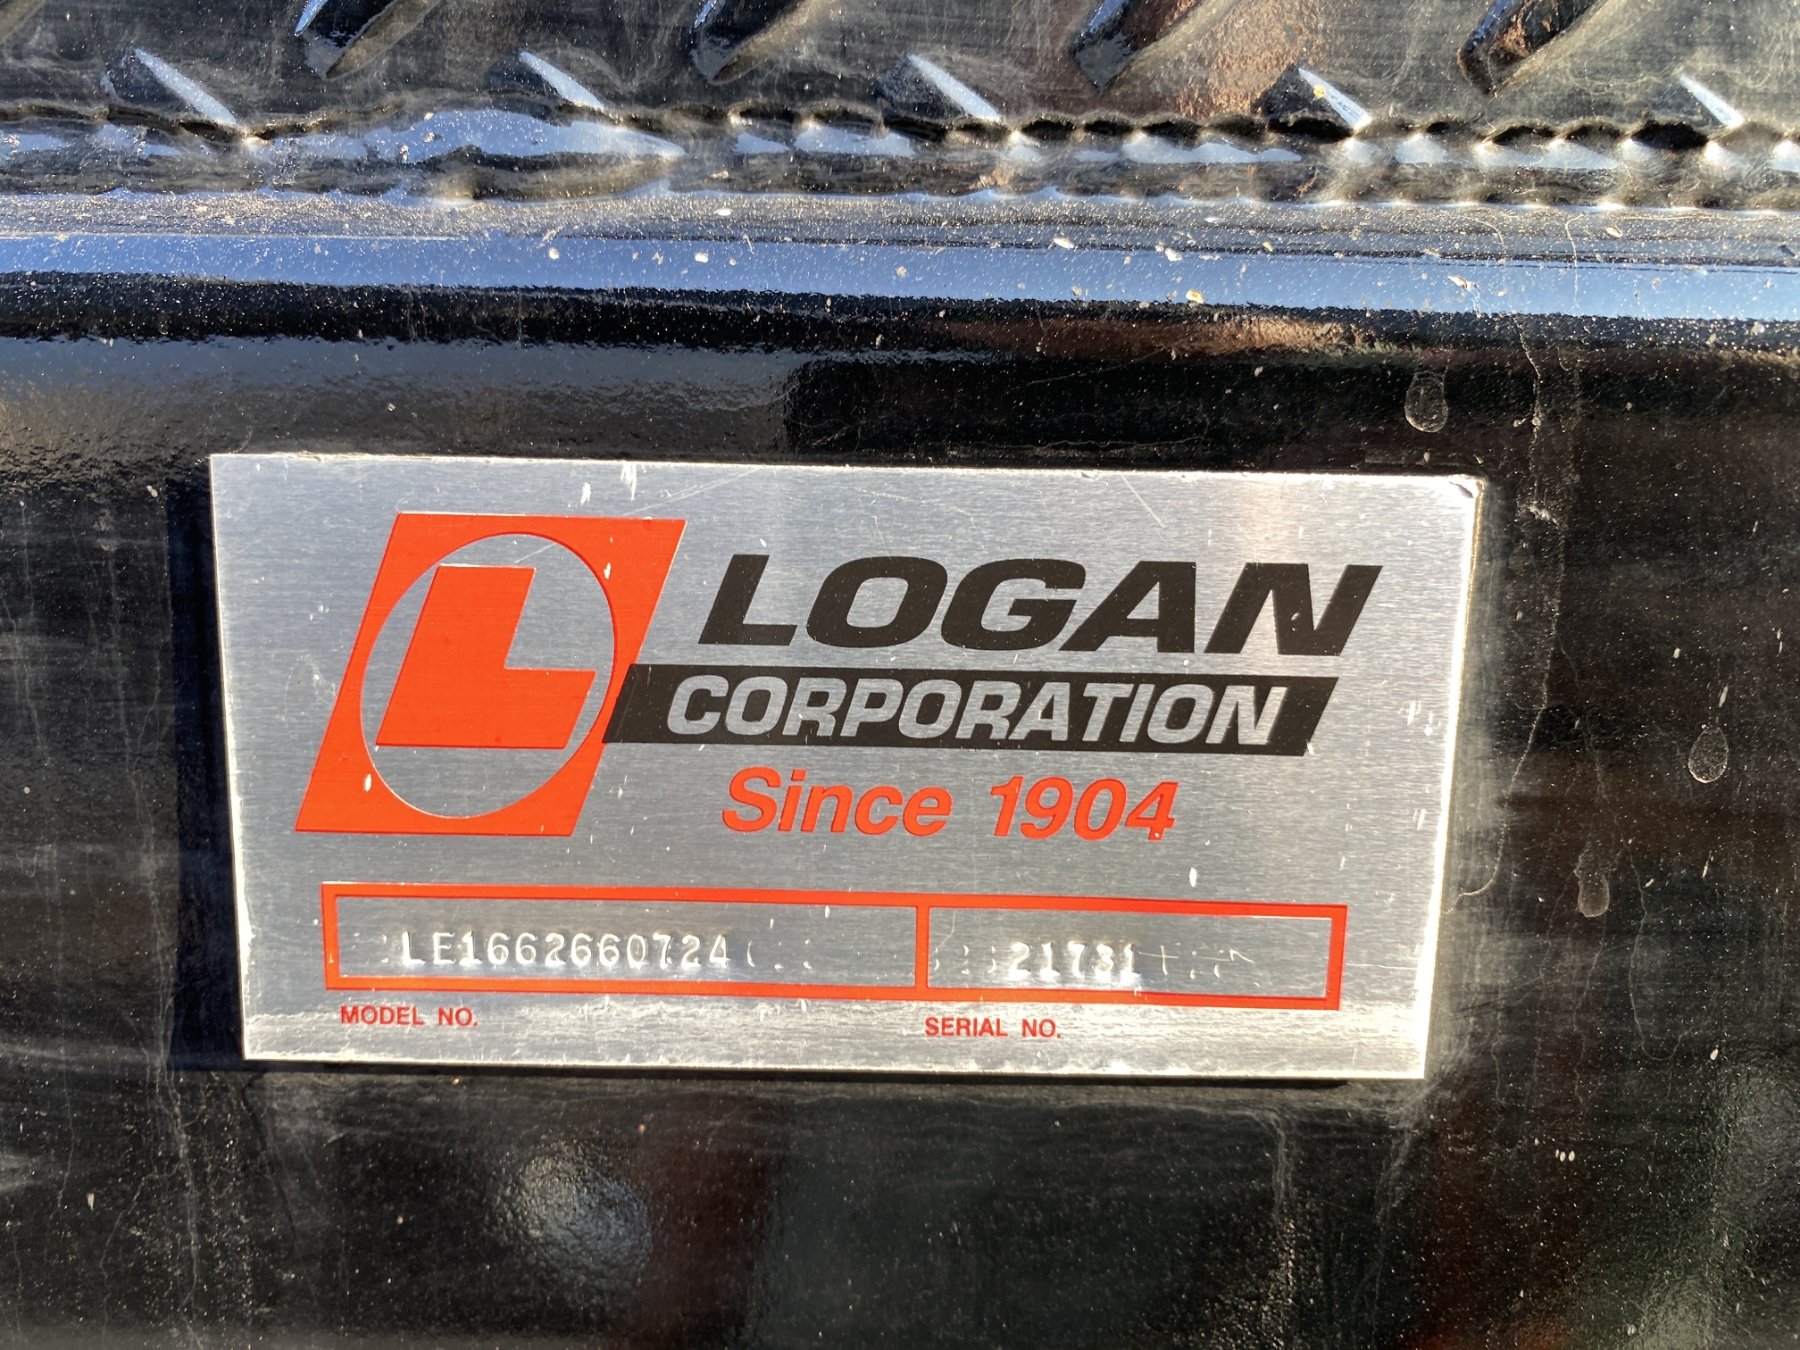 L
LOGAN
CORPORATION
Since 1904
LE1662660724 21731
MODEL NO. SERIAL NO.